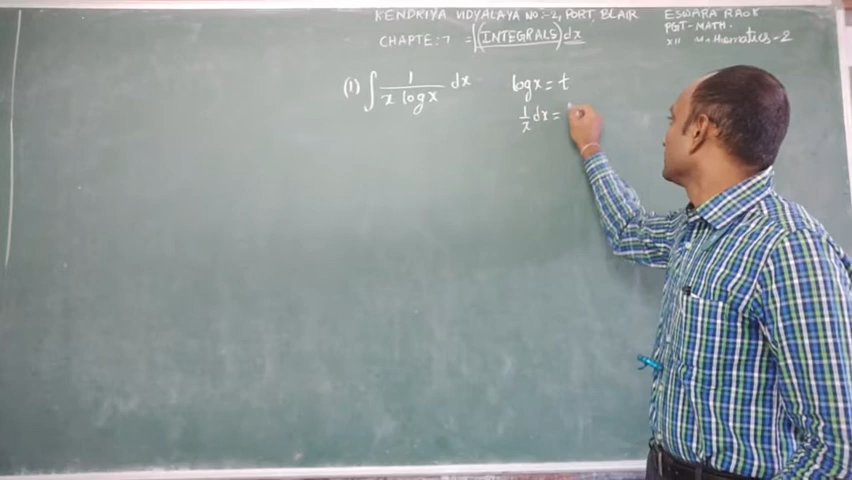 KENDRIYA VIDYALAYA NO:-2, PORT BLAIR
CHAPTE:7 = ∫(INTEGRALS)dx
ESWARA RAO
PGT-MATH.
XII Mathematics-2
(1) ∫ 1/(x log x) dx
log x = t
1/x dx =